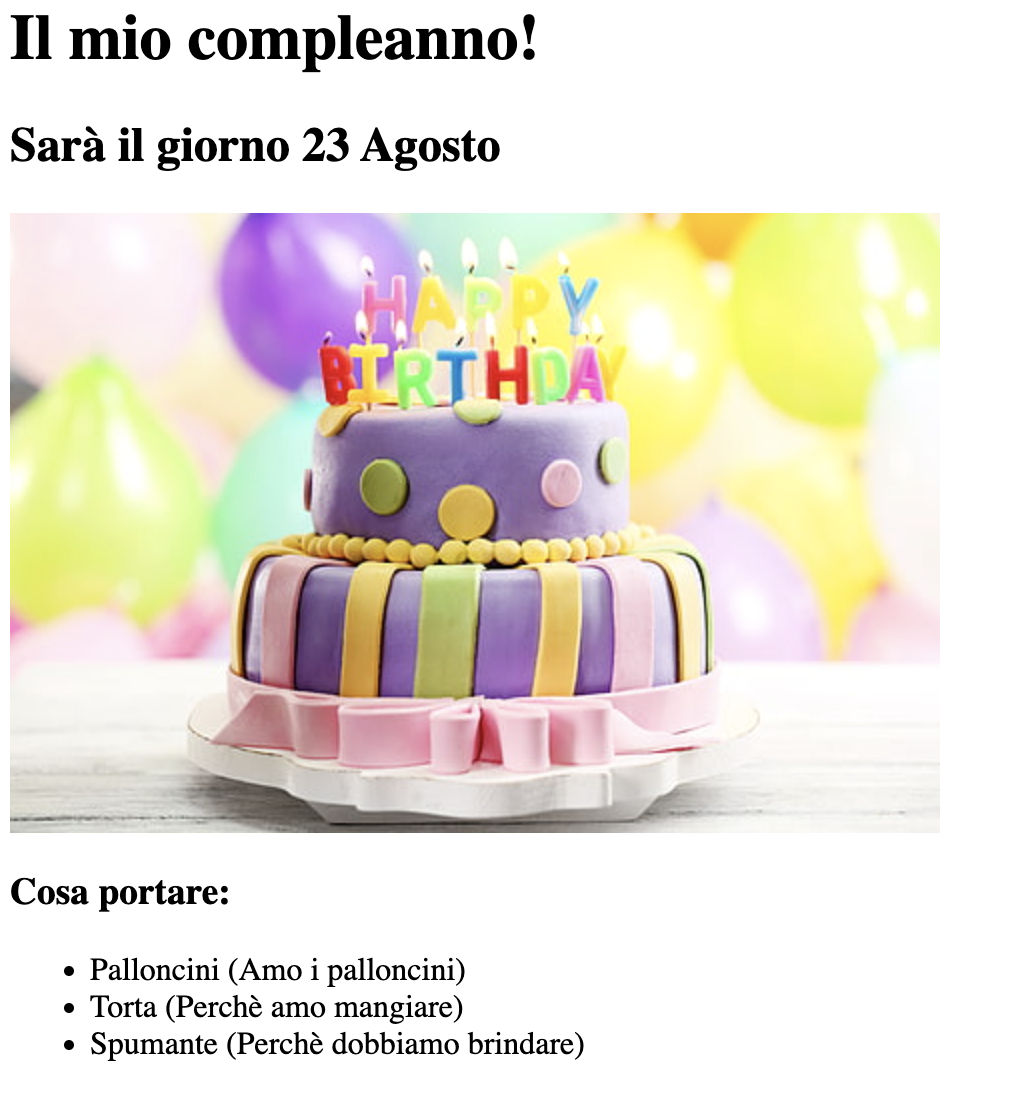 Il mio compleanno!
Sarà il giorno 23 Agosto
HAPPY
BIRTHDAY
Cosa portare:
Palloncini (Amo i palloncini)
Torta (Perchè amo mangiare)
Spumante (Perchè dobbiamo brindare)